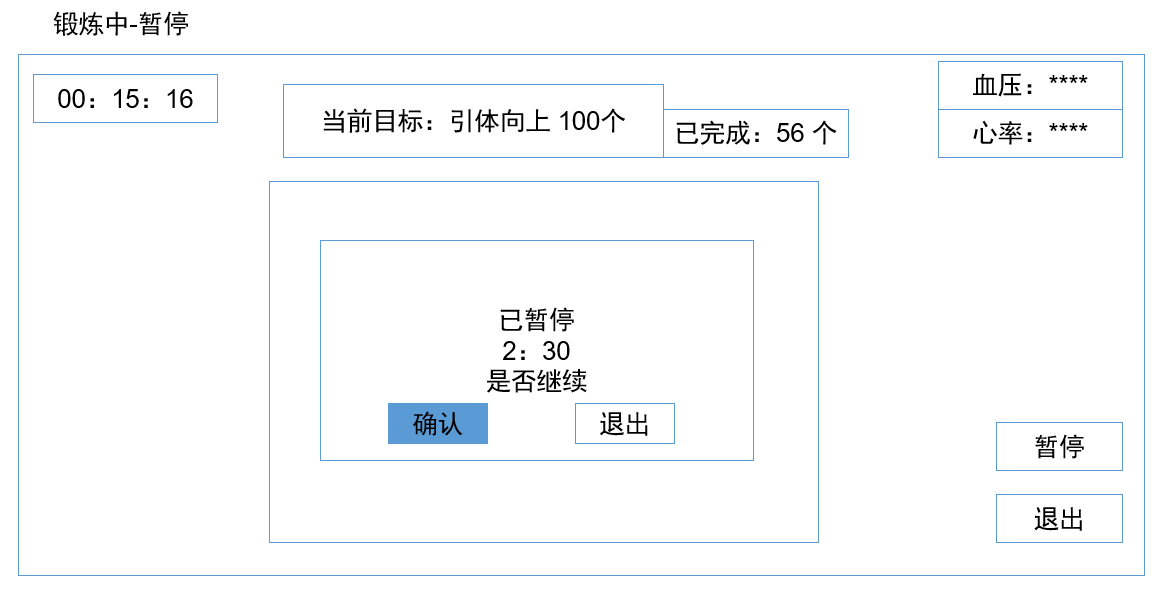 锻炼中-暂停
00：15：16
当前目标：引体向上 100个
已完成：56 个
血压：****
心率：****
已暂停
2：30
是否继续
确认
退出
暂停
退出